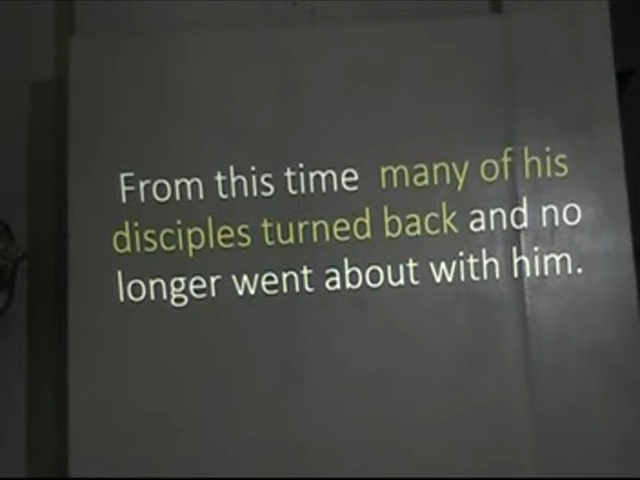 From this time many of his
disciples turned back and no
longer went about with him.